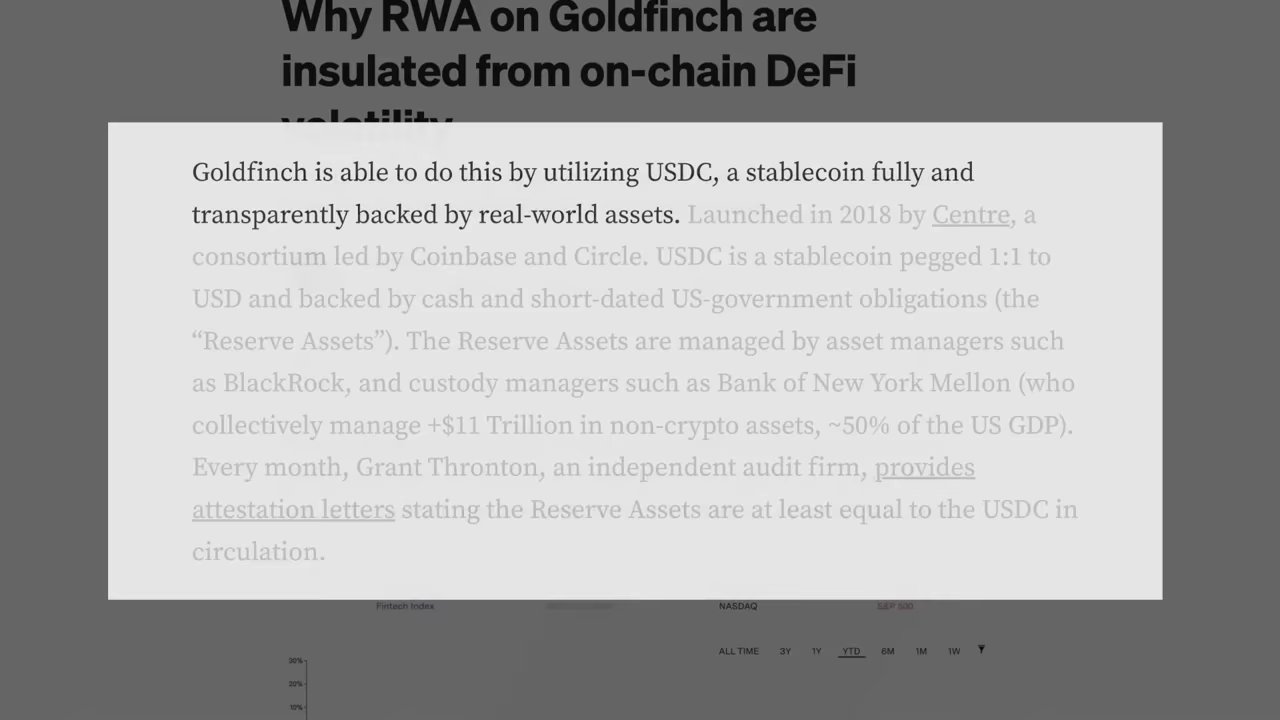 Why RWA on Goldfinch are
insulated from on-chain DeFi
volatility
Goldfinch is able to do this by utilizing USDC, a stablecoin fully and
transparently backed by real-world assets. Launched in 2018 by Centre, a
consortium led by Coinbase and Circle. USDC is a stablecoin pegged 1:1 to
USD and backed by cash and short-dated US-government obligations (the
“Reserve Assets”). The Reserve Assets are managed by asset managers such
as BlackRock, and custody managers such as Bank of New York Mellon (who
collectively manage +$11 Trillion in non-crypto assets, ~50% of the US GDP).
Every month, Grant Thronton, an independent audit firm, provides
attestation letters stating the Reserve Assets are at least equal to the USDC in
circulation.
Fintech Index NASDAQ S&P 500
ALL TIME 3Y 1Y YTD 6M 1M 1W
30%
20%
10%